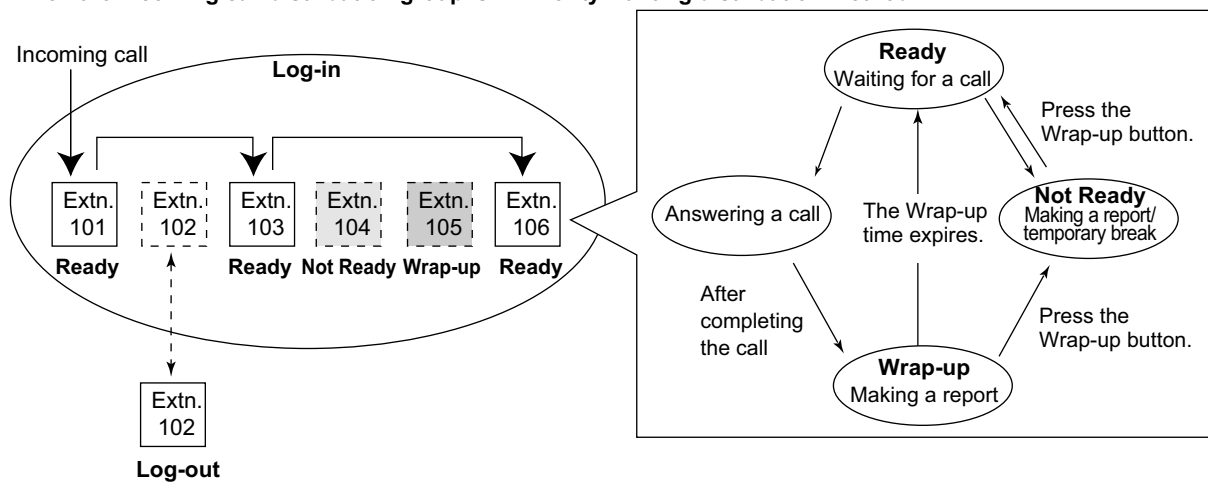 Incoming call
Log-in
Extn.
101
Extn.
102
Extn.
103
Extn.
104
Extn.
105
Extn.
106
Ready
Ready
Not Ready
Wrap-up
Ready
Extn.
102
Log-out
Ready
Waiting for a call
Press the
Wrap-up button.
Answering a call
The Wrap-up
time expires.
Not Ready
Making a report/
temporary break
After
completing
the call
Press the
Wrap-up button.
Wrap-up
Making a report